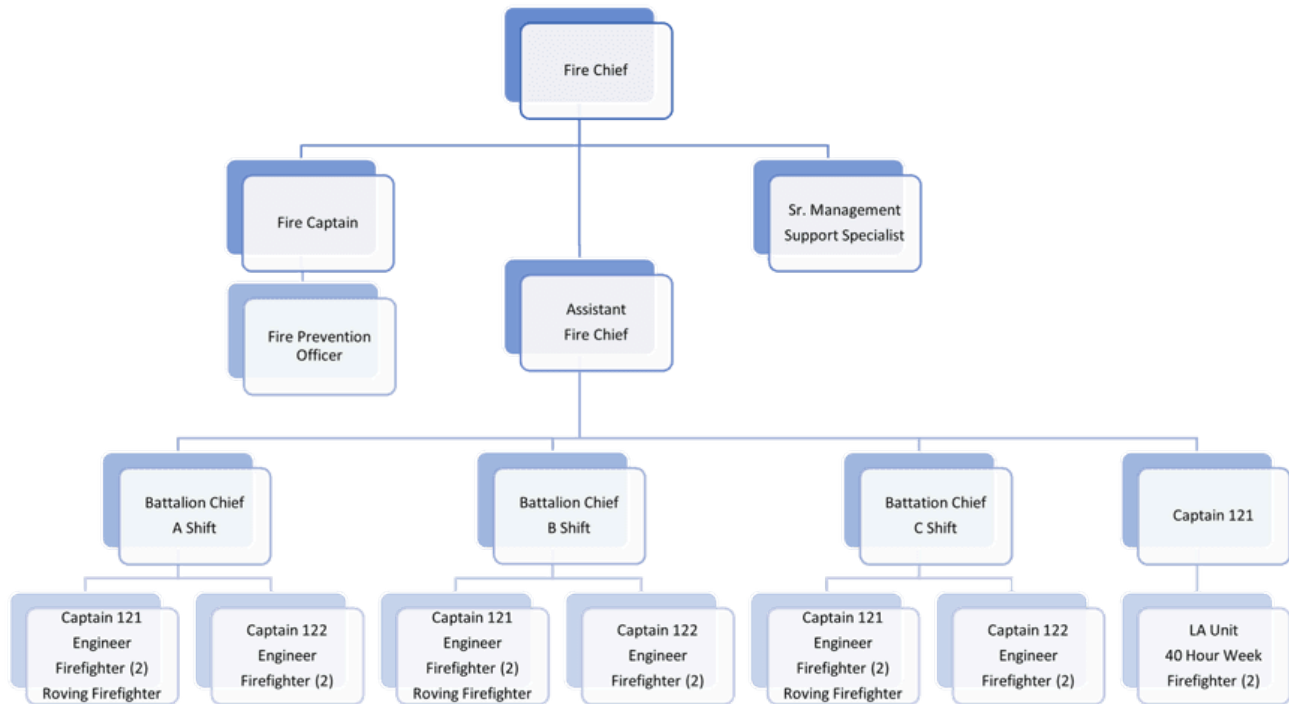 Fire Chief
Fire Captain
Sr. Management
Support Specialist
Fire Prevention
Officer
Assistant
Fire Chief
Battalion Chief
A Shift
Battalion Chief
B Shift
Battation Chief
C Shift
Captain 121
Captain 121
Engineer
Firefighter (2)
Roving Firefighter
Captain 122
Engineer
Firefighter (2)
Captain 121
Engineer
Firefighter (2)
Roving Firefighter
Captain 122
Engineer
Firefighter (2)
Captain 121
Engineer
Firefighter (2)
Roving Firefighter
Captain 122
Engineer
Firefighter (2)
LA Unit
40 Hour Week
Firefighter (2)